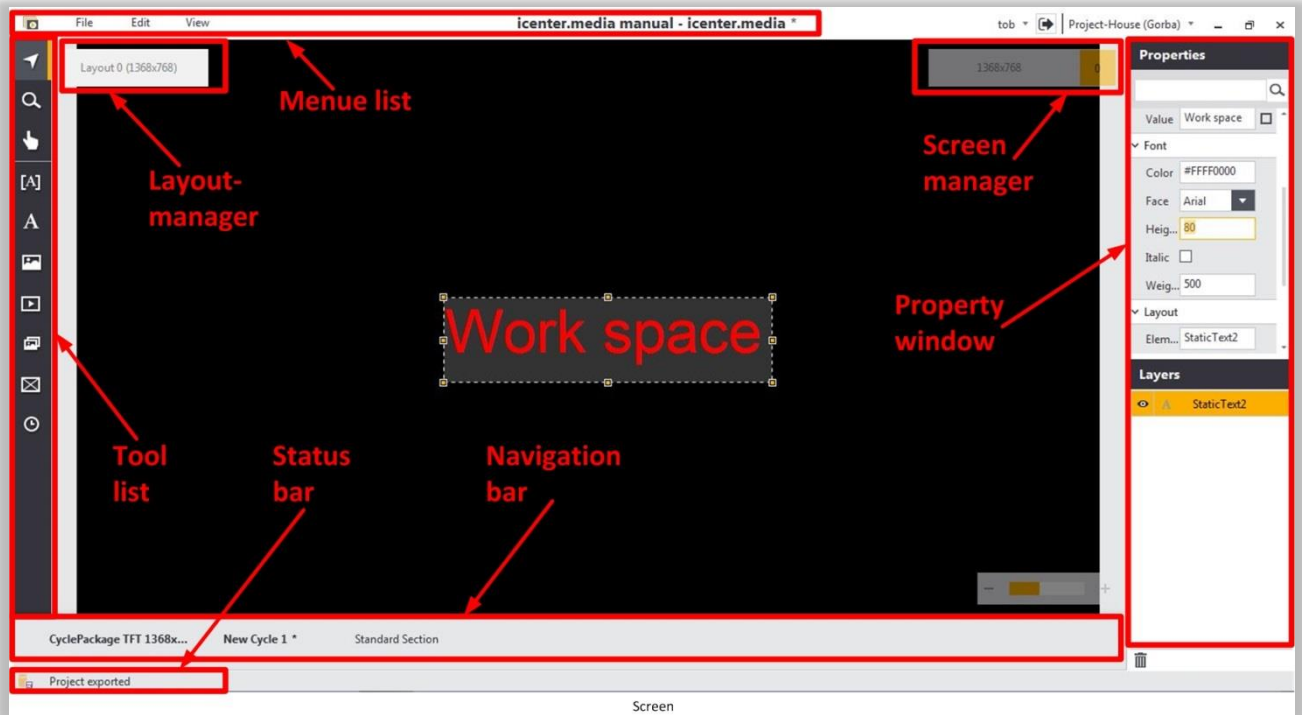 File Edit View icenter.media manual - icenter.media * tob Project-House (Gorba)
Layout 0 (1368x768)
1368x768 0
Properties
Menue list
Value Work space
Font
Screen
manager
Color #FFFF0000
Layout-
manager
[A]
Face Arial
A
Heig... 80
Italic
Weig... 500
Property
window
Work space
Layout
Elem... StaticText2
Layers
A StaticText2
Tool
list
Status
bar
Navigation
bar
CyclePackage TFT 1368x... New Cycle 1 * Standard Section
Project exported
Screen